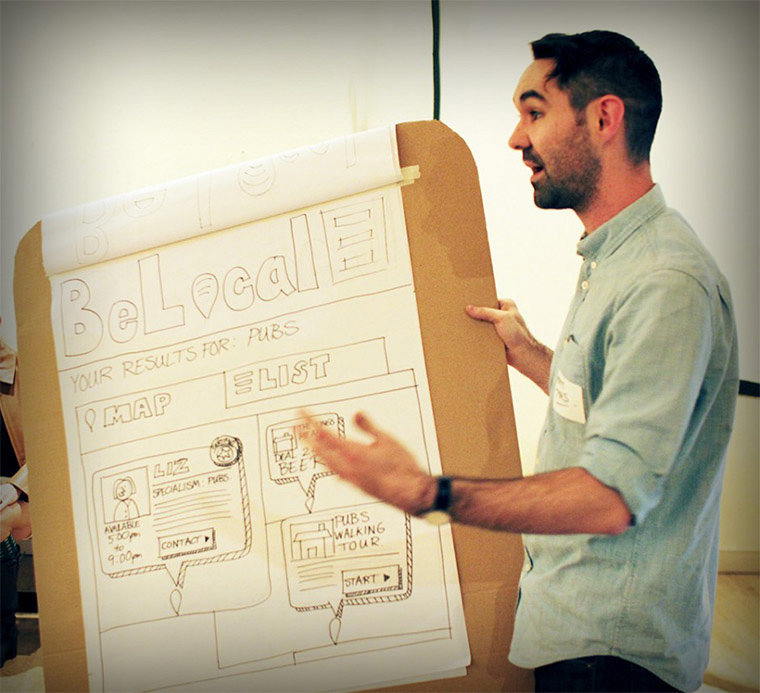 BeLocal
YOUR RESULTS FOR: PUBS
MAP
LIST
LIZ
SPECIALISM: PUBS
AVAILABLE
5:00pm
to
9:00pm
CONTACT
BEER
PUBS
WALKING
TOUR
START